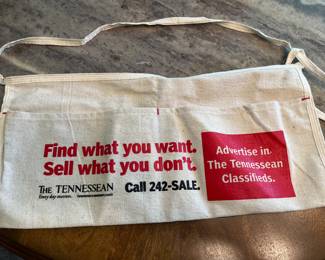 Find what you want.
Sell what you don't.
THE TENNESSEAN
Every day matters.
Call 242-SALE.
Advertise in
The Tennessean
Classifieds.